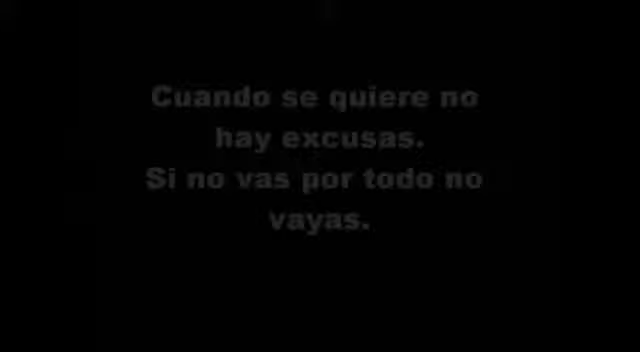 Cuando se quiere no
hay excusas.
Si no vas por todo no
vayas.